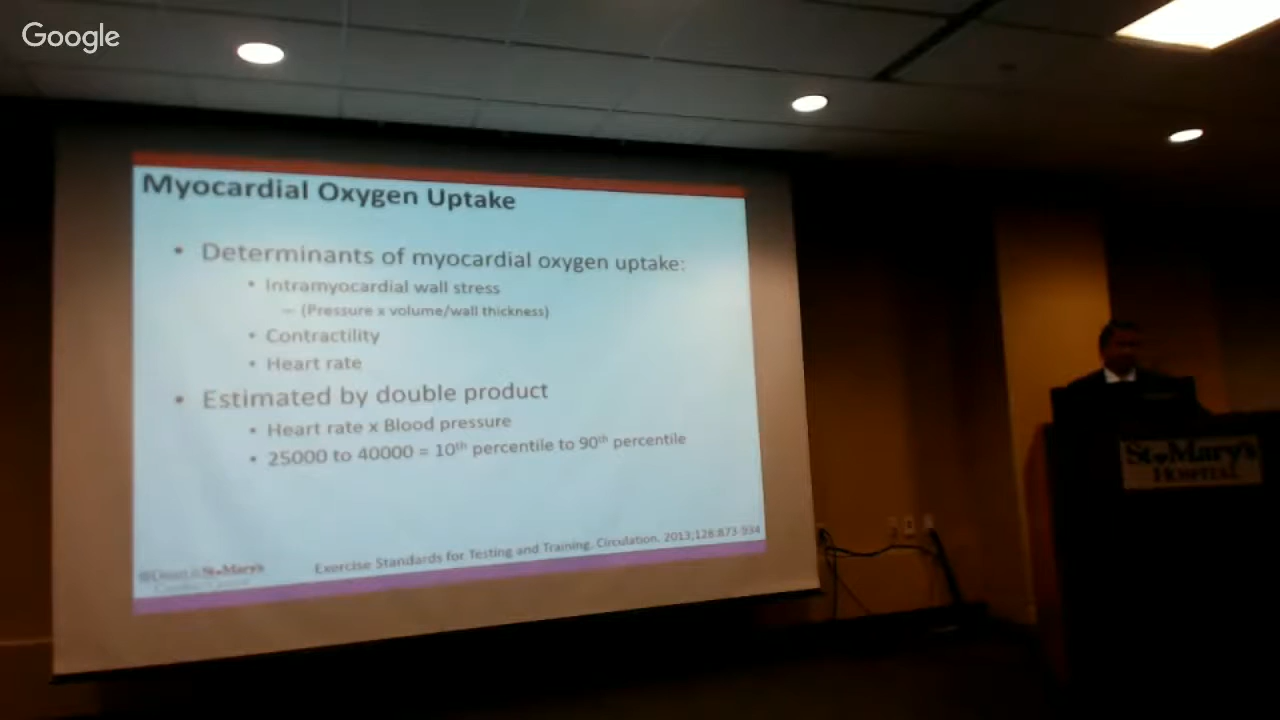 Google
Myocardial Oxygen Uptake
• Determinants of myocardial oxygen uptake:
• Intramyocardial wall stress
– (Pressure x volume/wall thickness)
• Contractility
• Heart rate
• Estimated by double product
• Heart rate x Blood pressure
• 25000 to 40000 = 10th percentile to 90th percentile
Exercise Standards for Testing and Training. Circulation. 2013;128:873-934
St. Mary's
St. Mary's
HOSPITAL